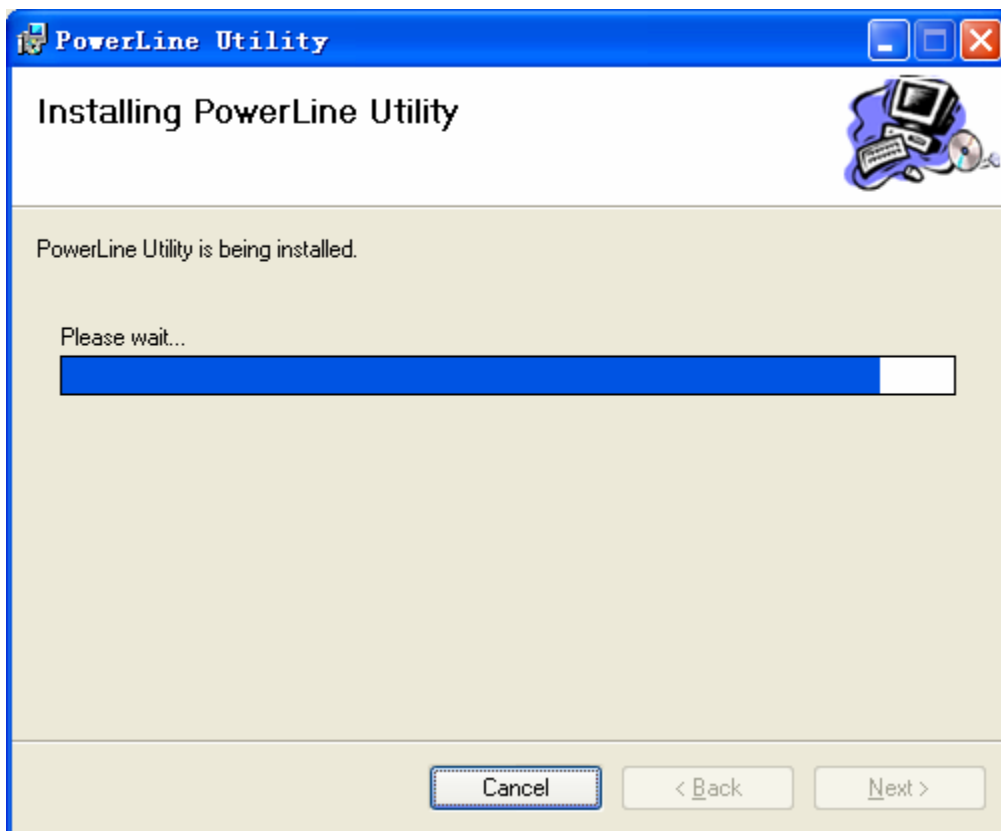 PowerLine Utility
Installing PowerLine Utility
PowerLine Utility is being installed.
Please wait...
Cancel
< Back
Next >